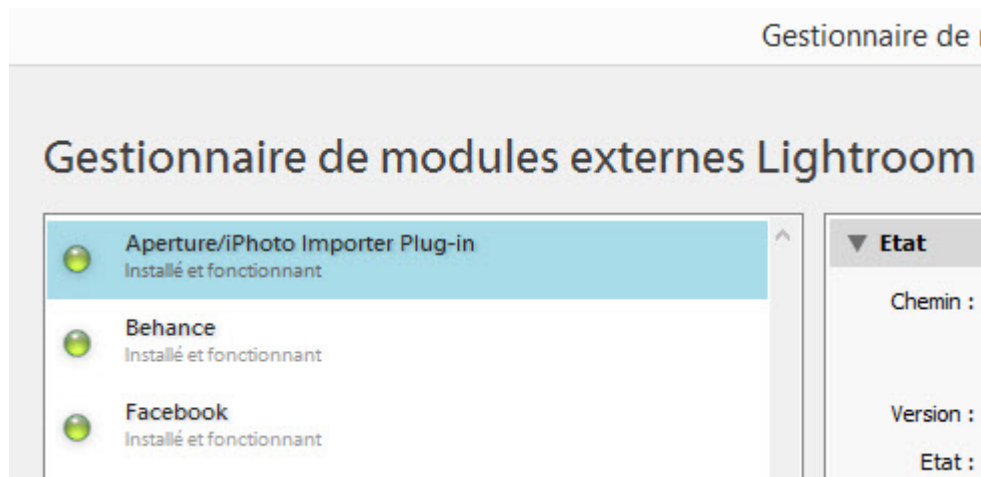 Gestionnaire de
Gestionnaire de modules externes Lightroom
Aperture/iPhoto Importer Plug-in
Installé et fonctionnant
Behance
Installé et fonctionnant
Facebook
Installé et fonctionnant
Etat
Chemin :
Version :
Etat :